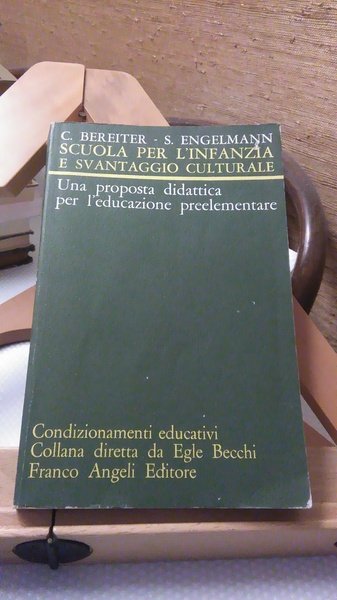 C. BEREITER - S. ENGELMANN
SCUOLA PER L'INFANZIA
E SVANTAGGIO CULTURALE
Una proposta didattica
per l'educazione preelementare
Condizionamenti educativi
Collana diretta da Egle Becchi
Franco Angeli Editore